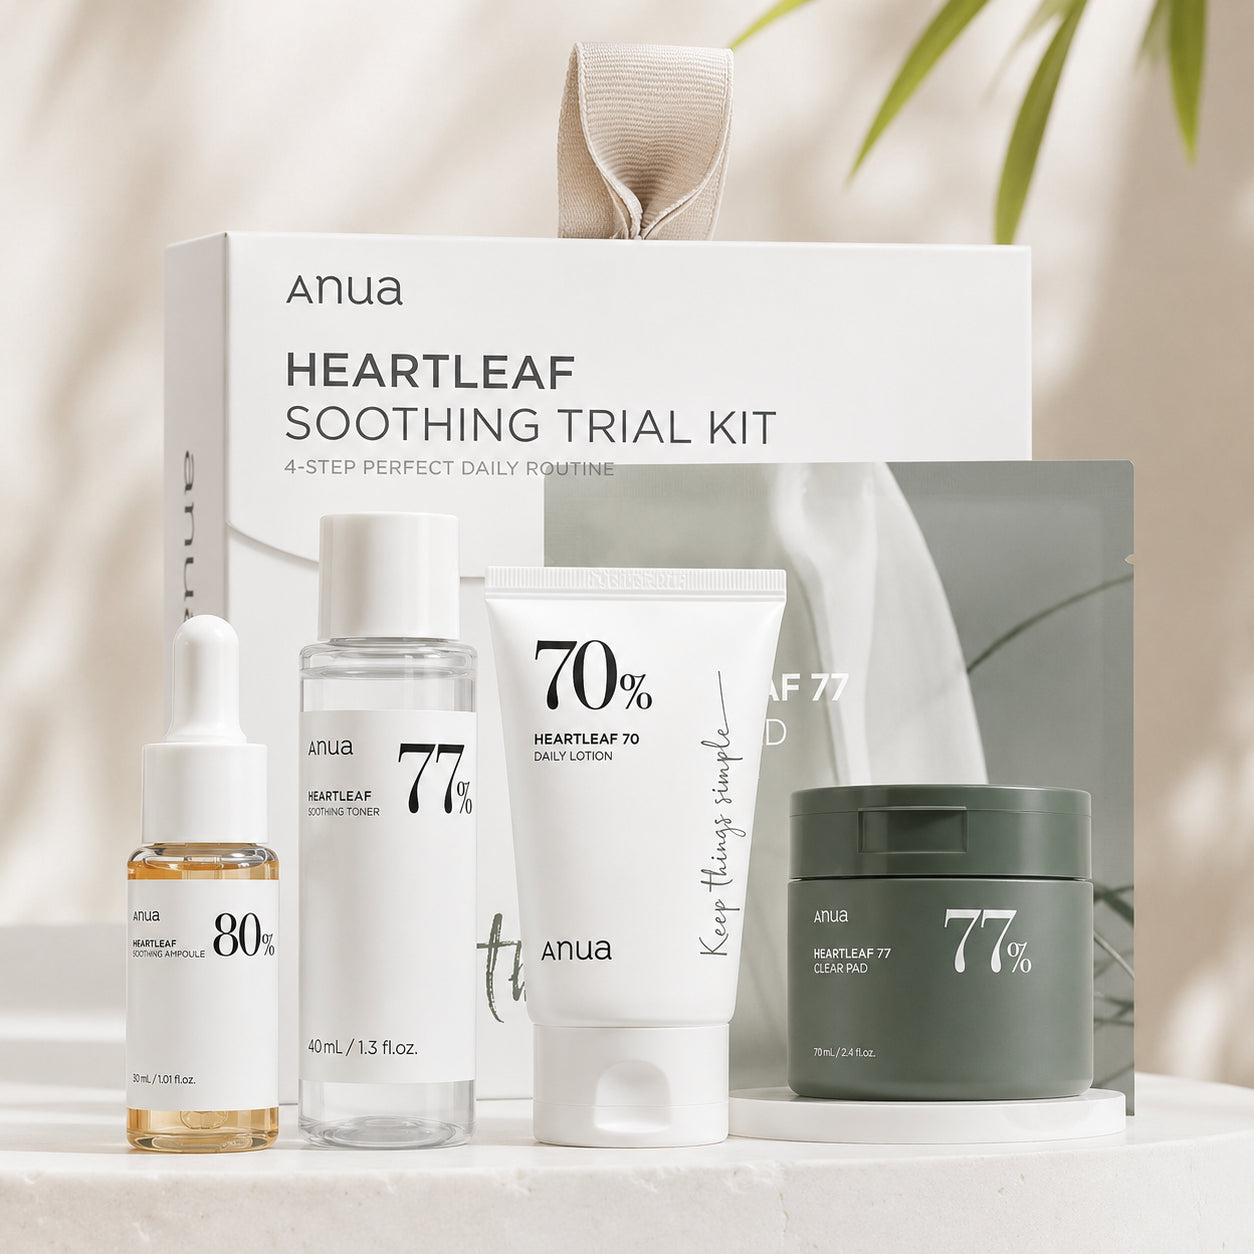 Anua
HEARTLEAF
SOOTHING TRIAL KIT
4-STEP PERFECT DAILY ROUTINE
anua
Anua
HEARTLEAF
SOOTHING AMPOULE
80%
30 mL / 1.01 fl.oz.
Anua
HEARTLEAF
SOOTHING TONER
77%
40 mL / 1.3 fl.oz.
70%
HEARTLEAF 70
DAILY LOTION
Keep things simple
Anua
77
Anua
HEARTLEAF 77
CLEAR PAD
77%
70 mL / 2.4 fl.oz.